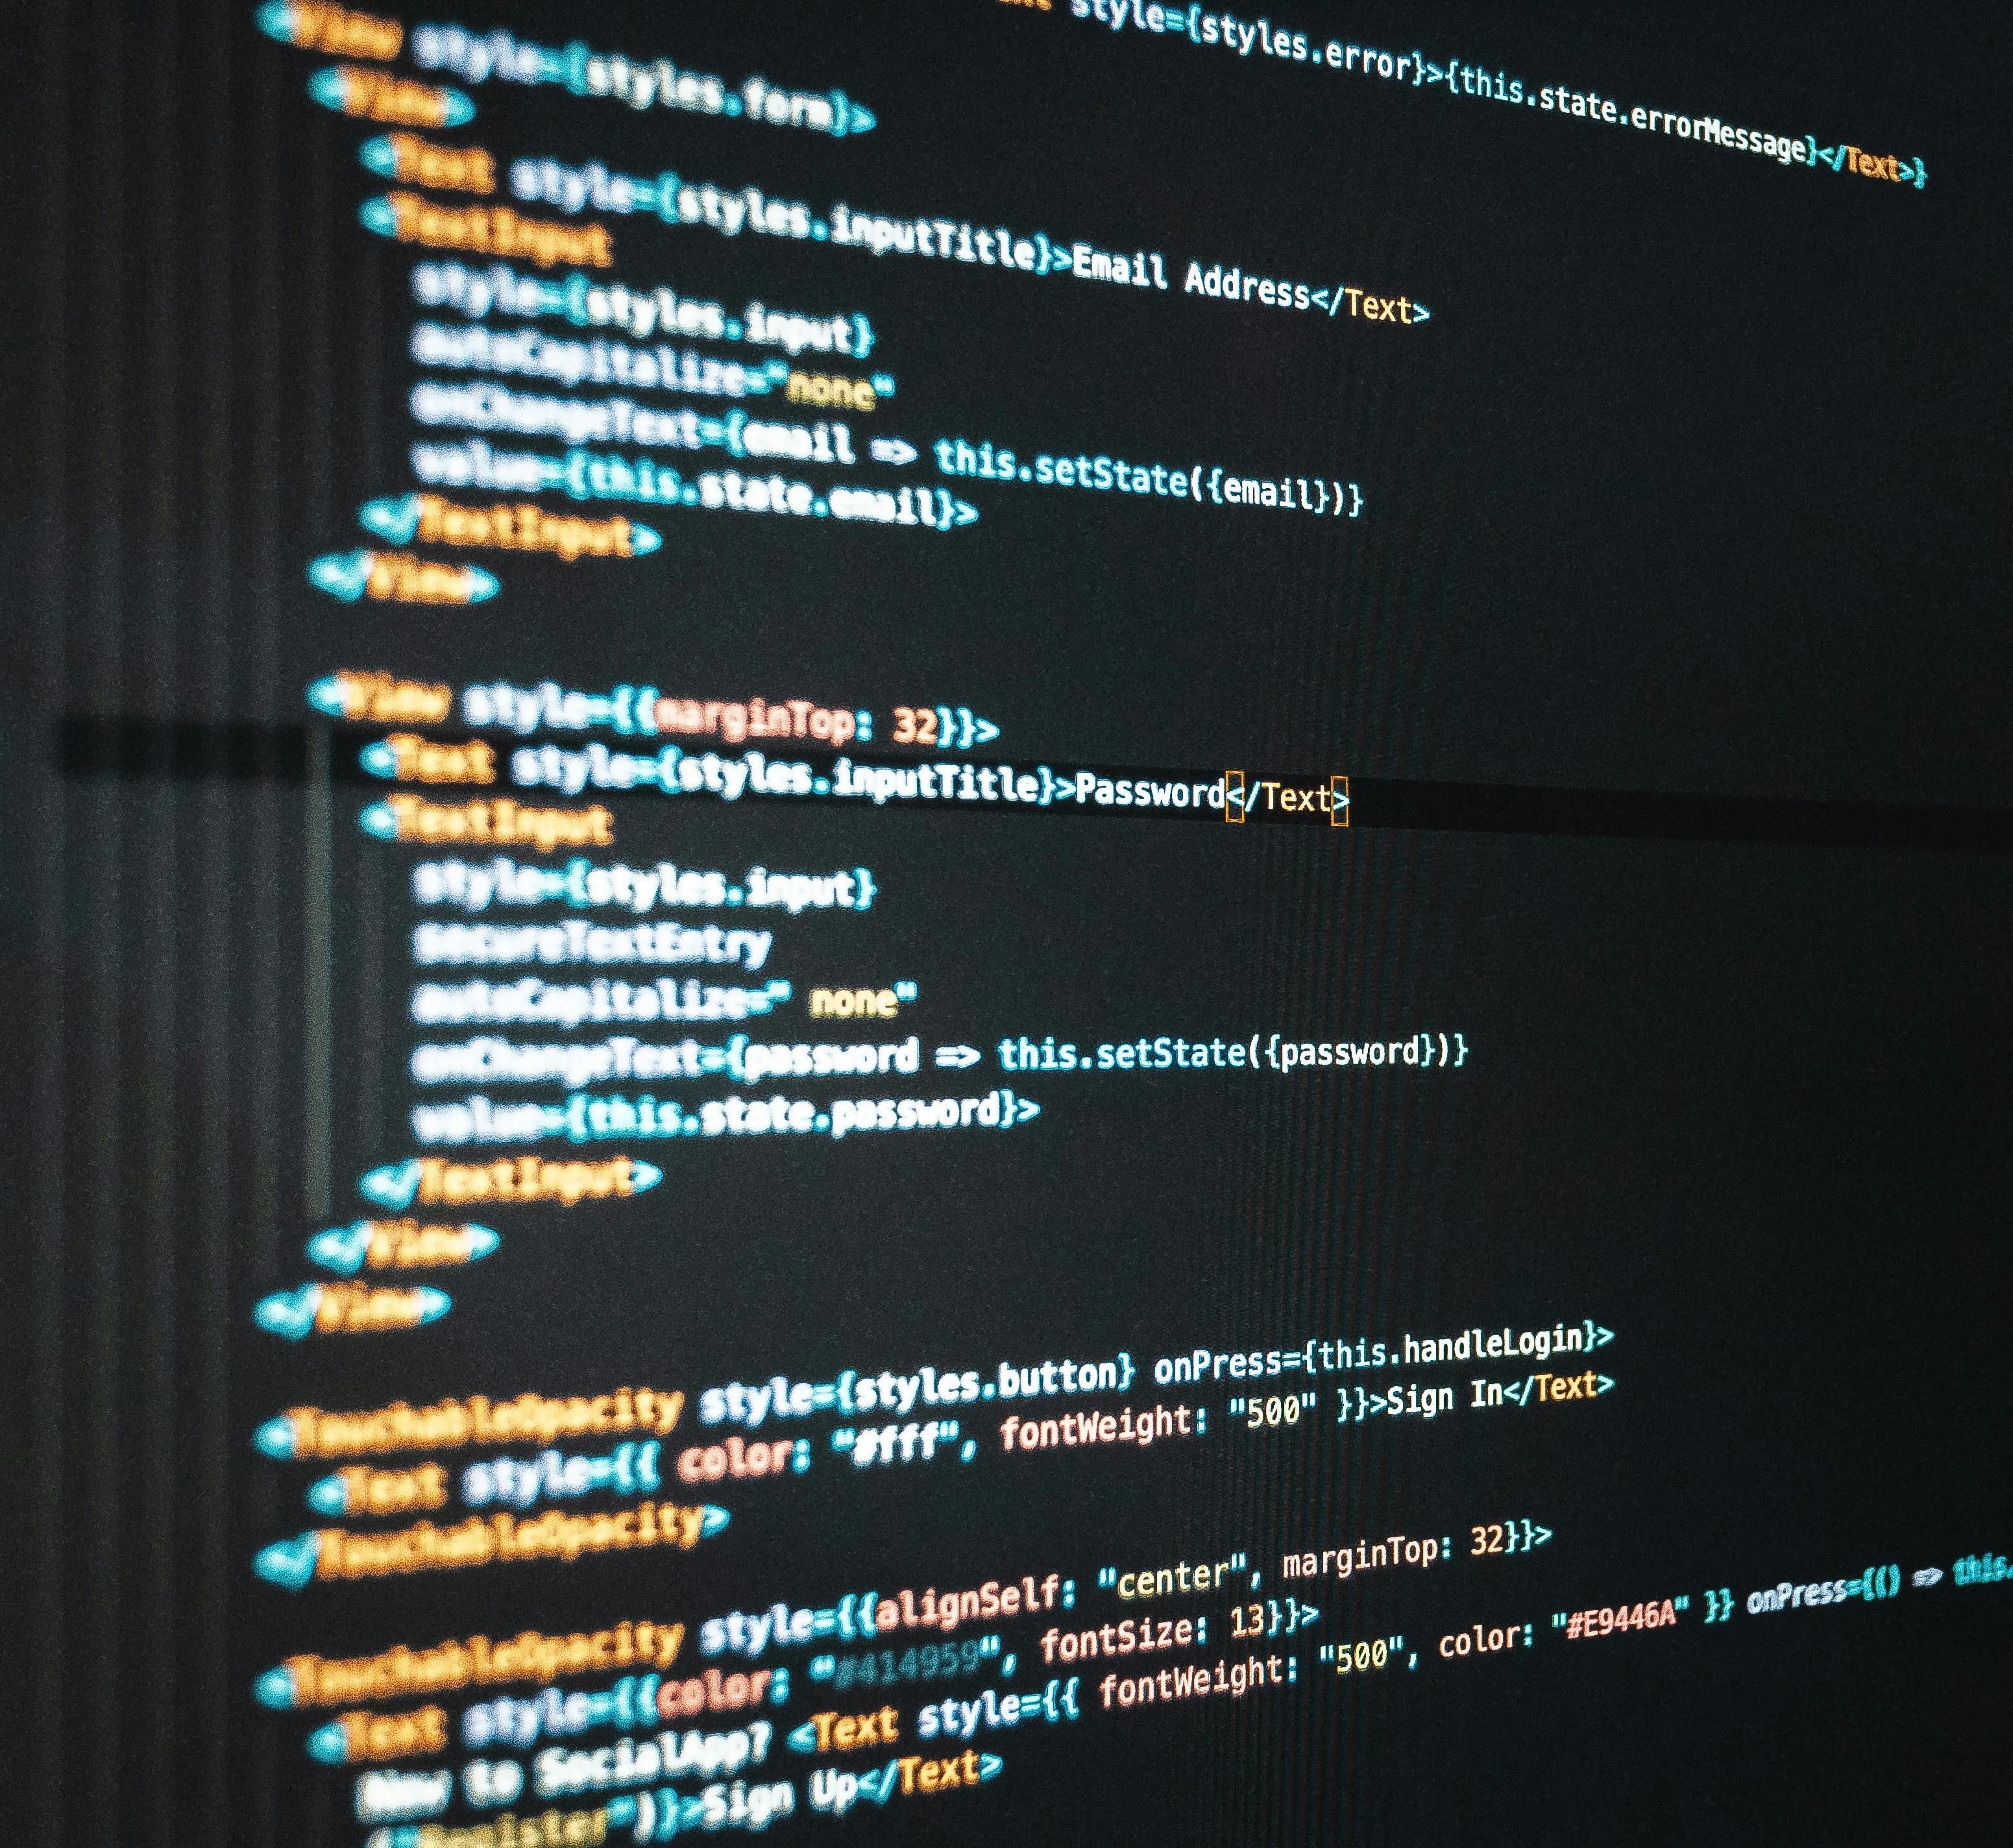 style={styles.error}>{this.state.errorMessage}</Text>}
<View style={styles.form}>
<View>
<Text style={styles.inputTitle}>Email Address</Text>
<TextInput
style={styles.input}
autoCapitalize="none"
onChangeText={email => this.setState({email})}
value={this.state.email}>
</TextInput>
</View>
<View style={{marginTop: 32}}>
<Text style={styles.inputTitle}>Password</Text>
<TextInput
style={styles.input}
secureTextEntry
autoCapitalize=" none"
onChangeText={password => this.setState({password})}
value={this.state.password}>
</TextInput>
</View>
</View>
<TouchableOpacity style={styles.button} onPress={this.handleLogin}>
<Text style={{ color: "#fff", fontWeight: "500" }}>Sign In</Text>
</TouchableOpacity>
<TouchableOpacity style={{alignSelf: "center", marginTop: 32}}>
<Text style={{color: "#414959", fontSize: 13}}>
New to SocialApp? <Text style={{ fontWeight: "500", color: "#E9446A" }} onPress={() => this.
Register")}>Sign Up</Text>